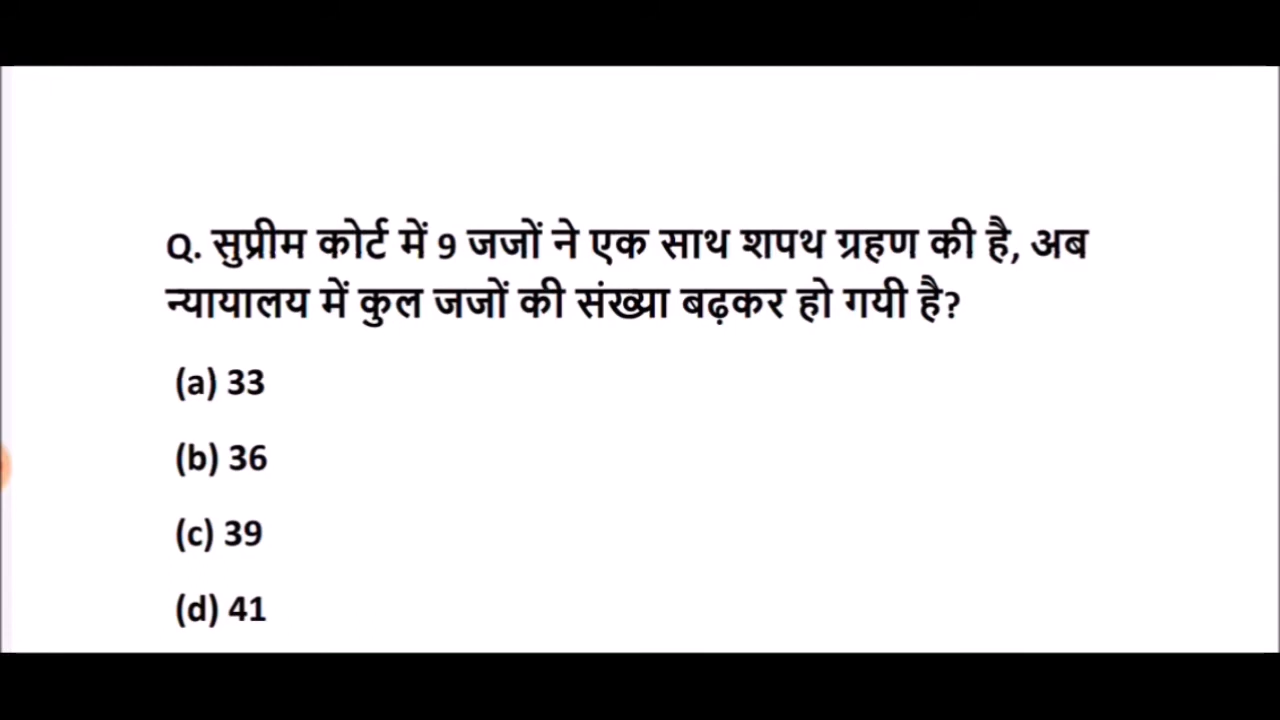 Q. सुप्रीम कोर्ट में 9 जजों ने एक साथ शपथ ग्रहण की है, अब
न्यायालय में कुल जजों की संख्या बढ़कर हो गयी है?
(a) 33
(b) 36
(c) 39
(d) 41